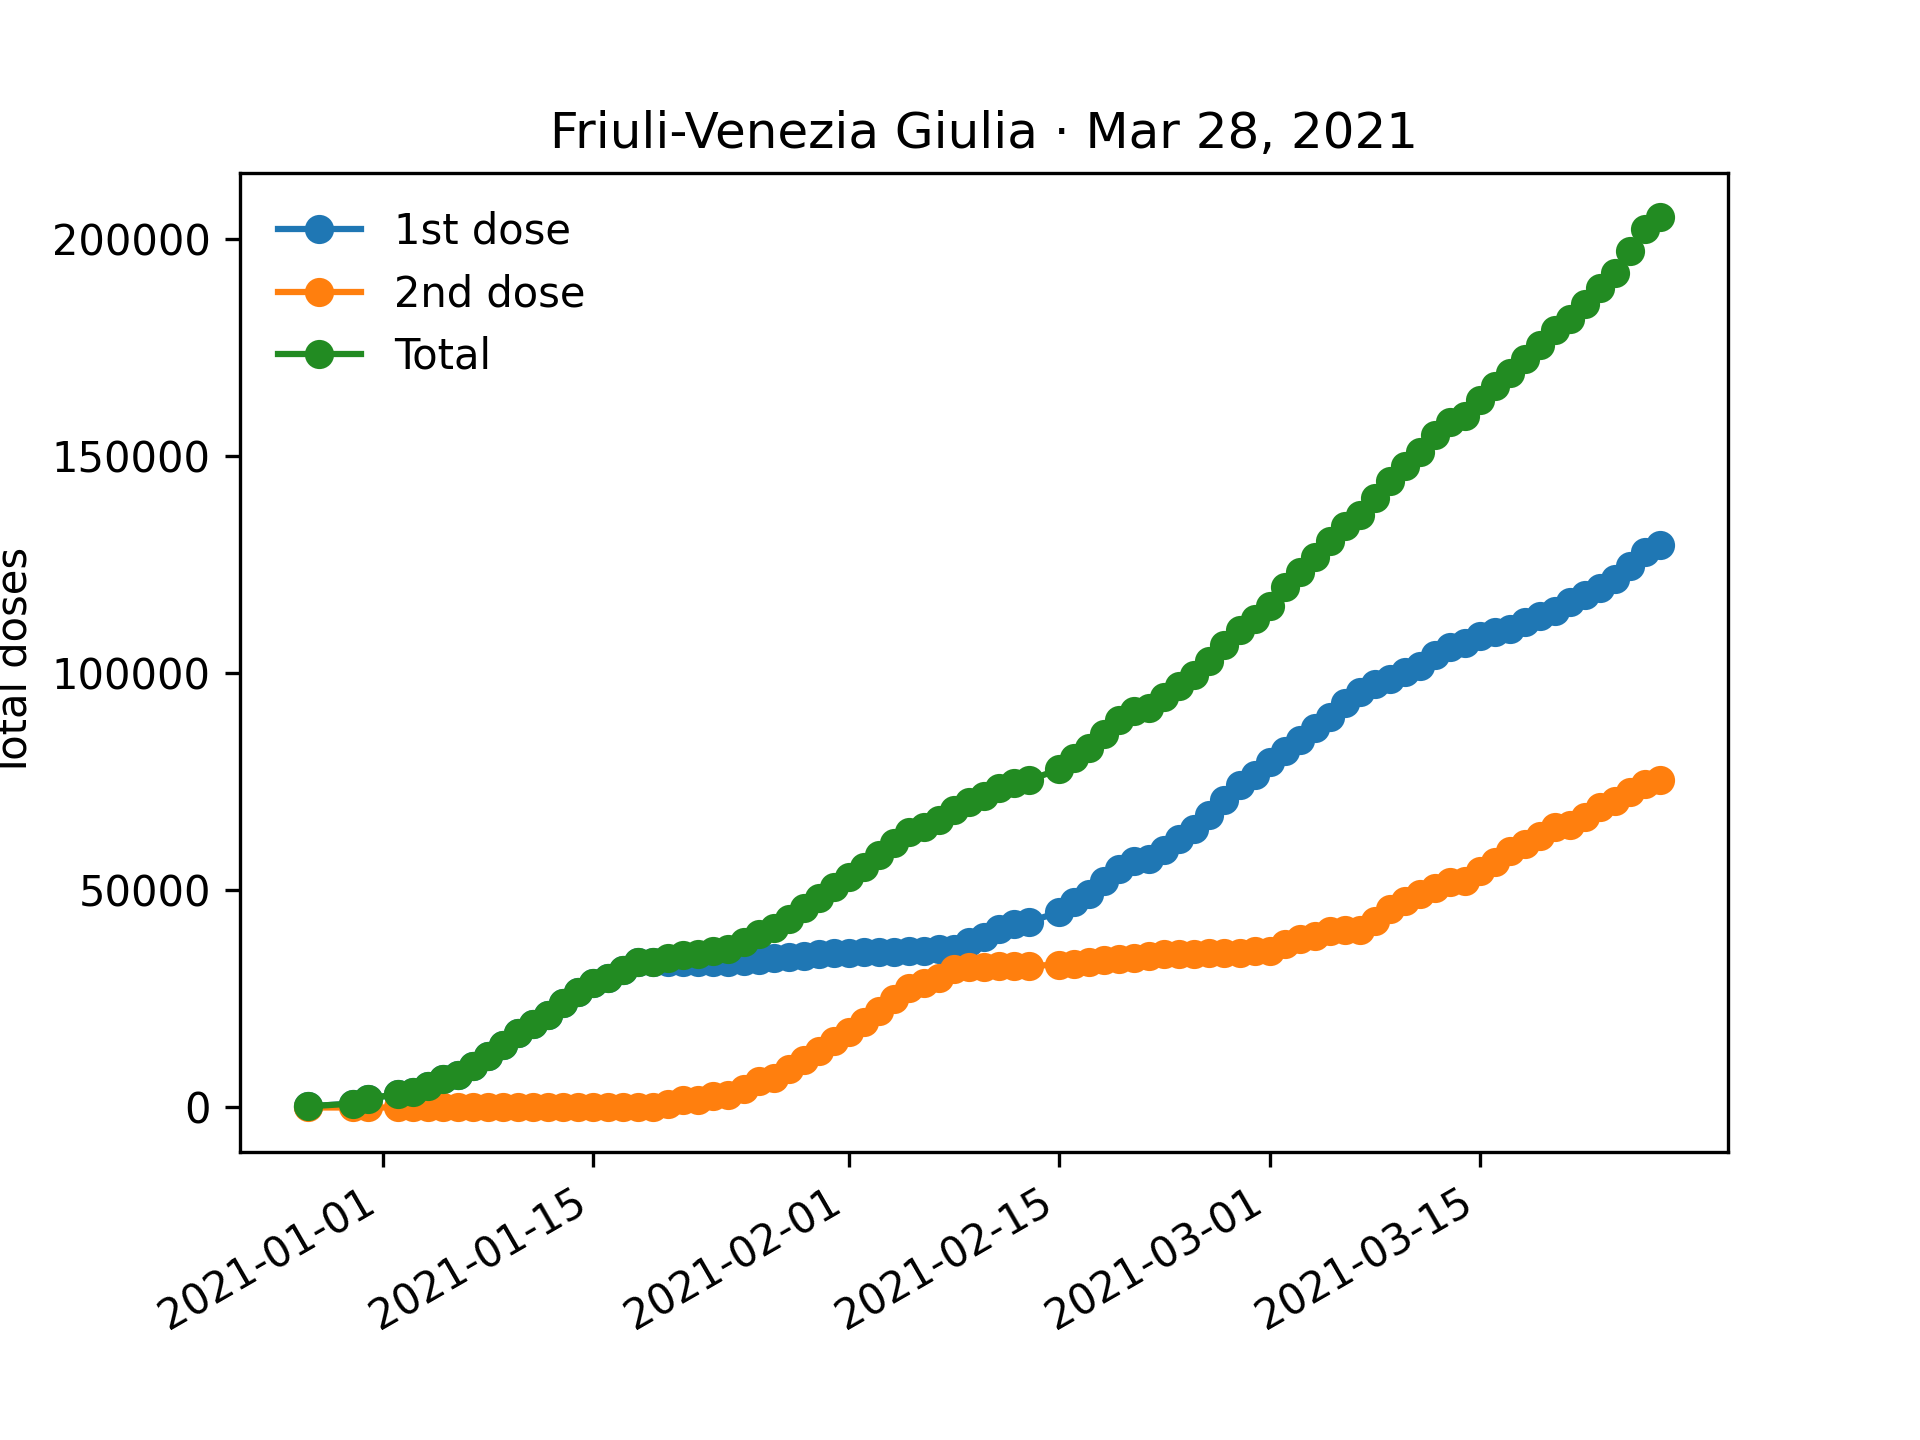 Friuli-Venezia Giulia · Mar 28, 2021
1st dose
2nd dose
Total
Total doses
200000
150000
100000
50000
0
2021-01-01
2021-01-15
2021-02-01
2021-02-15
2021-03-01
2021-03-15